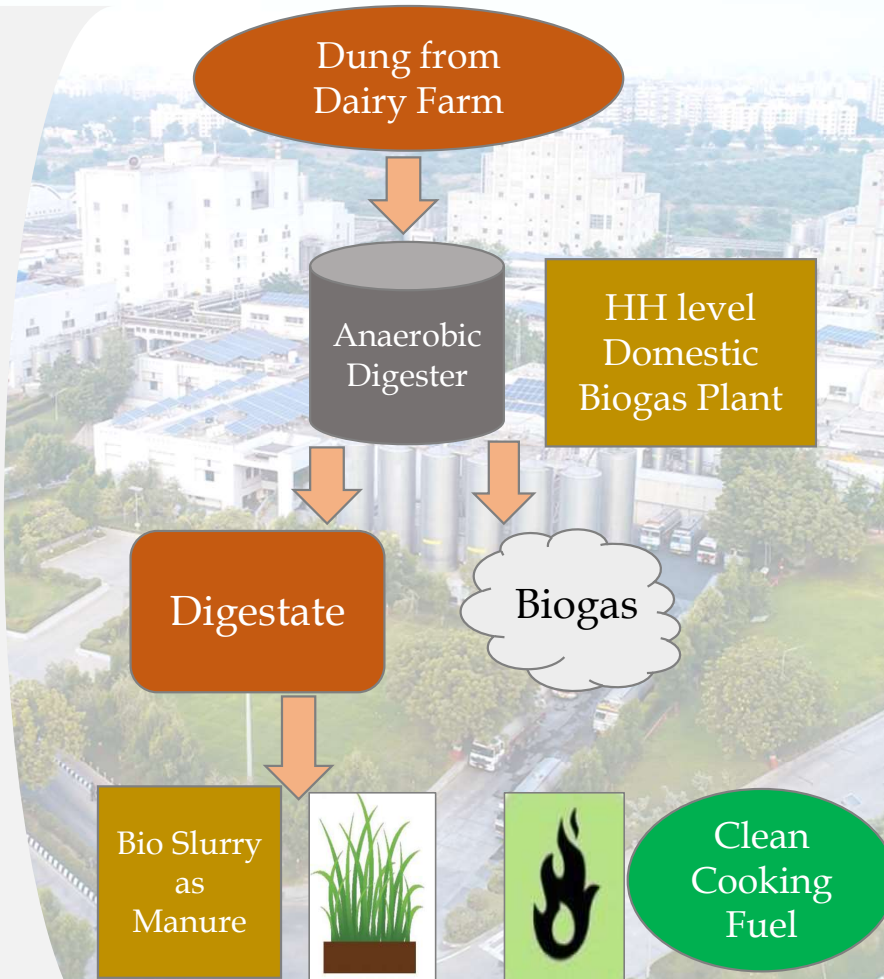 Dung from
Dairy Farm
Anaerobic
Digester
HH level
Domestic
Biogas Plant
Digestate
Biogas
Bio Slurry
as
Manure
Clean
Cooking
Fuel